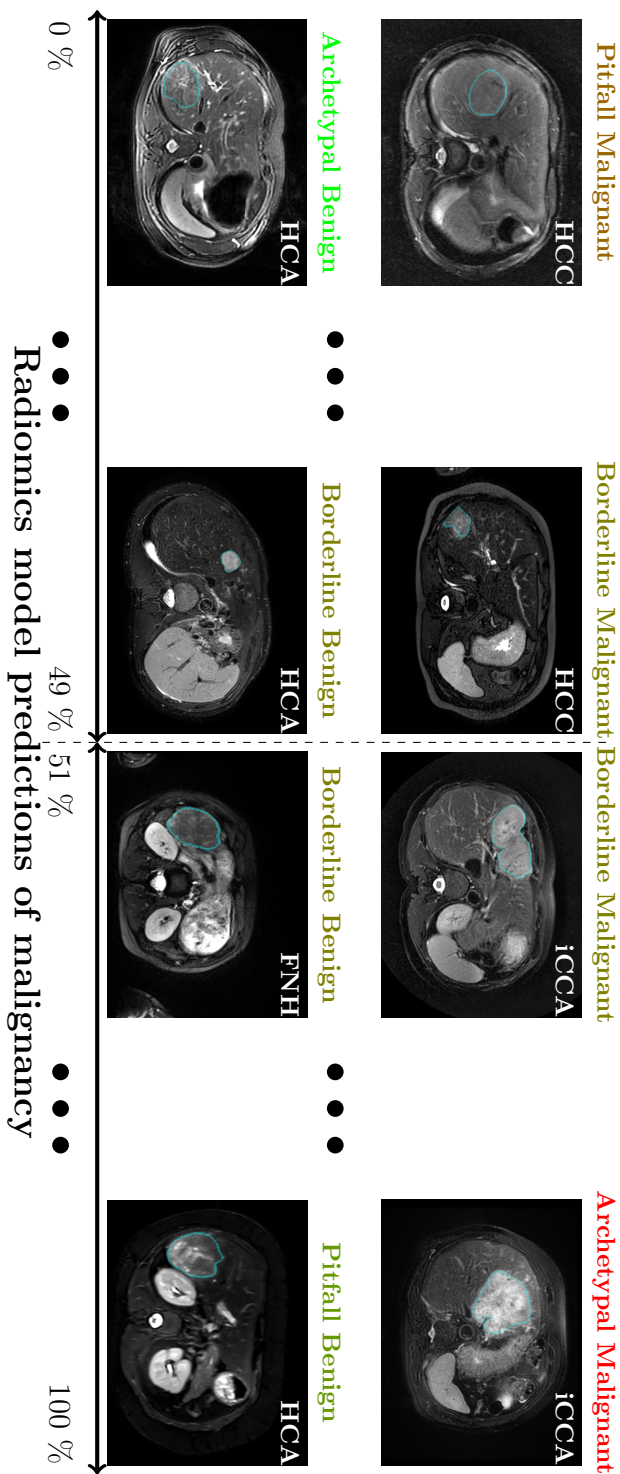 Pitfall Malignant
Borderline Malignant
Borderline Malignant
Archetypal Malignant
HCC
HCC
iCCA
iCCA
Archetypal Benign
Borderline Benign
Borderline Benign
Pitfall Benign
HCA
HCA
FNH
HCA
0 %
49 %
51 %
100 %
Radiomics model predictions of malignancy